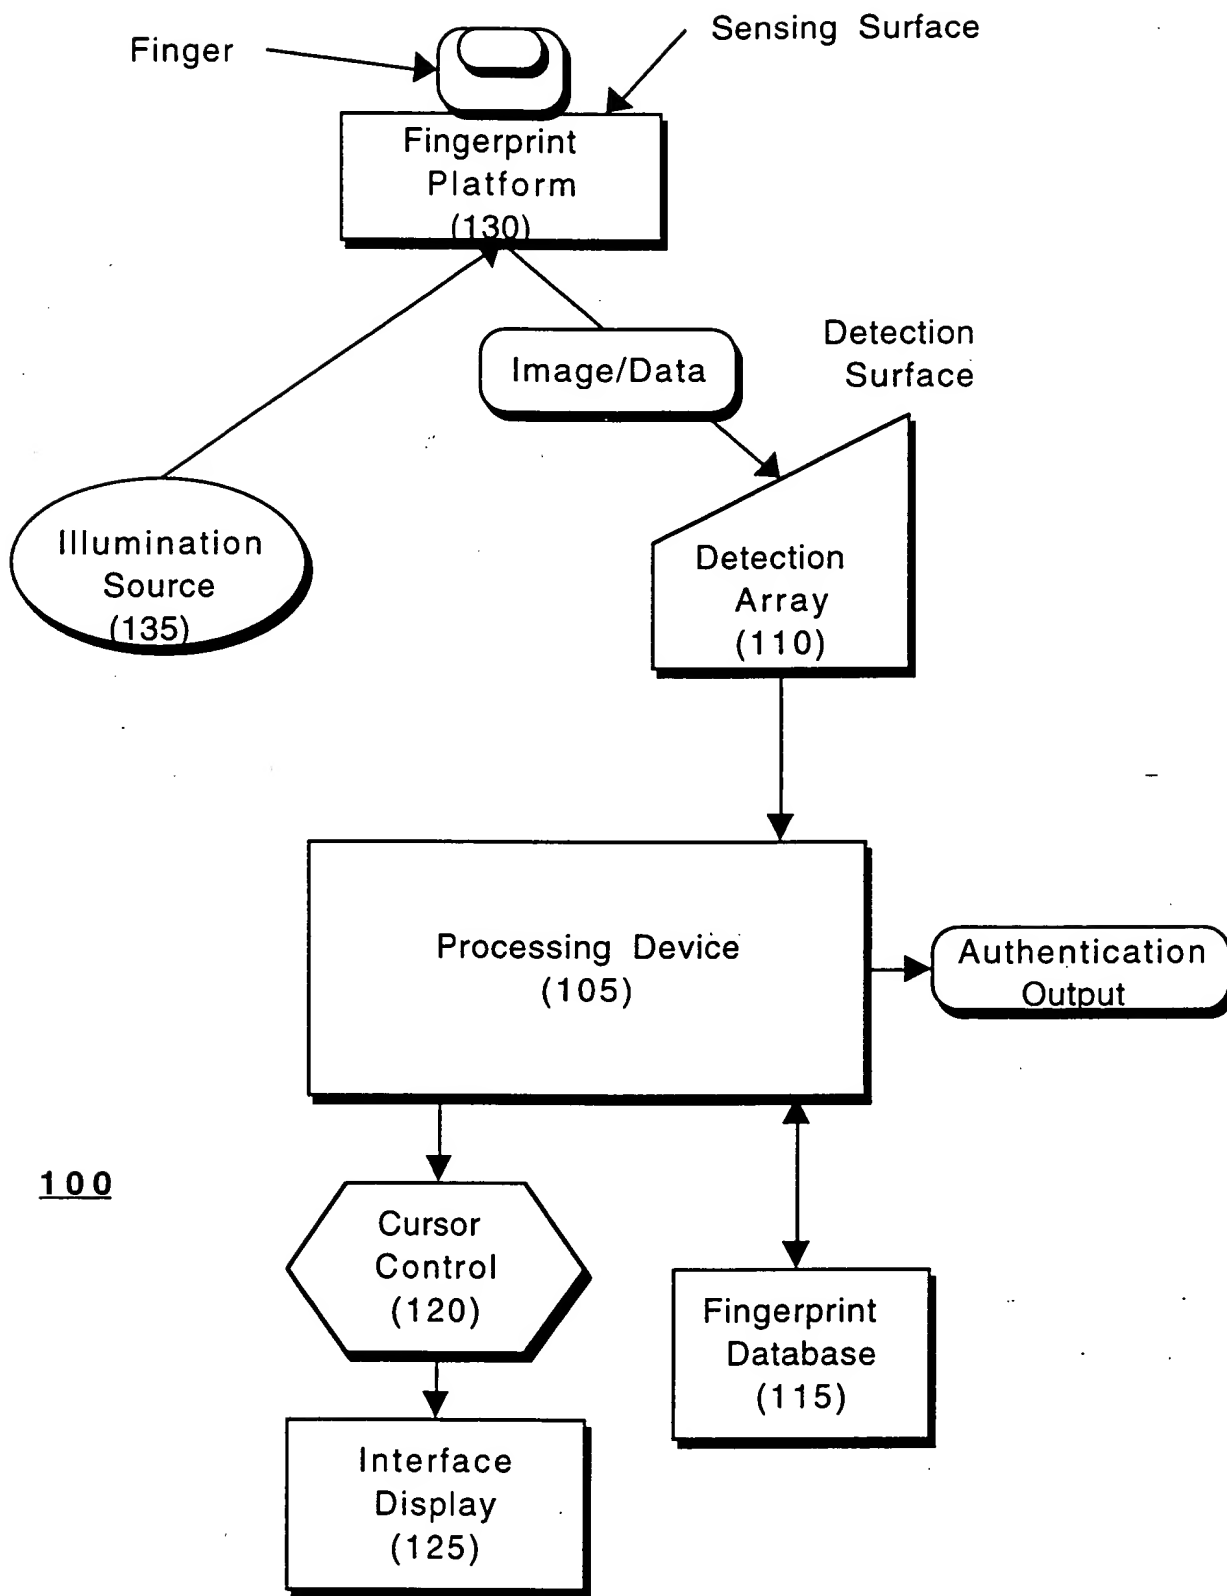 Finger
Sensing Surface
Fingerprint
Platform
(130)
Image/Data
Detection
Surface
Illumination
Source
(135)
Detection
Array
(110)
Processing Device
(105)
Authentication
Output
100
Cursor
Control
(120)
Fingerprint
Database
(115)
Interface
Display
(125)